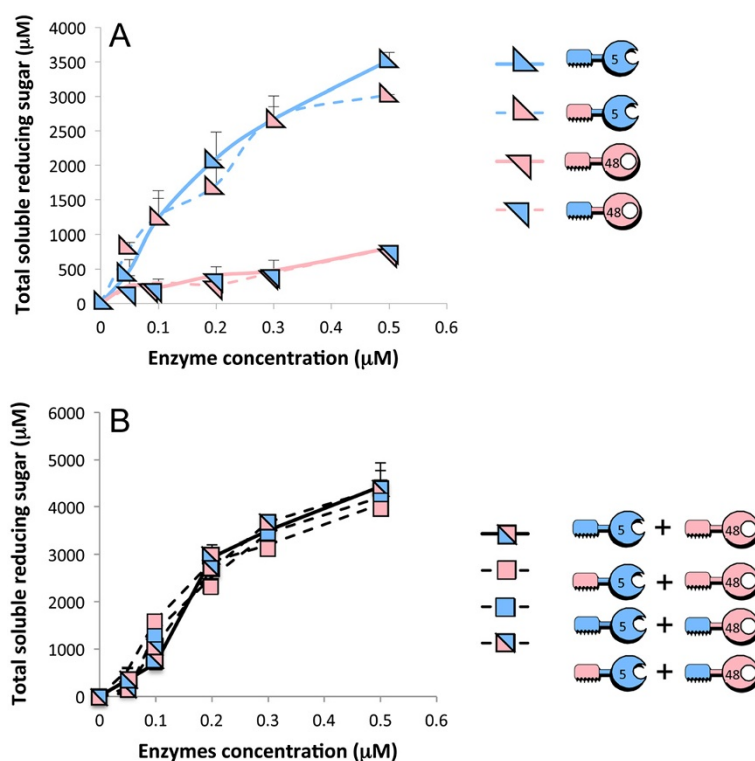 A
Total soluble reducing sugar (μM)
4000
3500
3000
2500
2000
1500
1000
500
0
0 0.1 0.2 0.3 0.4 0.5 0.6
Enzyme concentration (μM)
5
5
48
48
B
Total soluble reducing sugar (μM)
6000
5000
4000
3000
2000
1000
0
0 0.1 0.2 0.3 0.4 0.5 0.6
Enzymes concentration (μM)
5 + 48
5 + 48
5 + 48
5 + 48